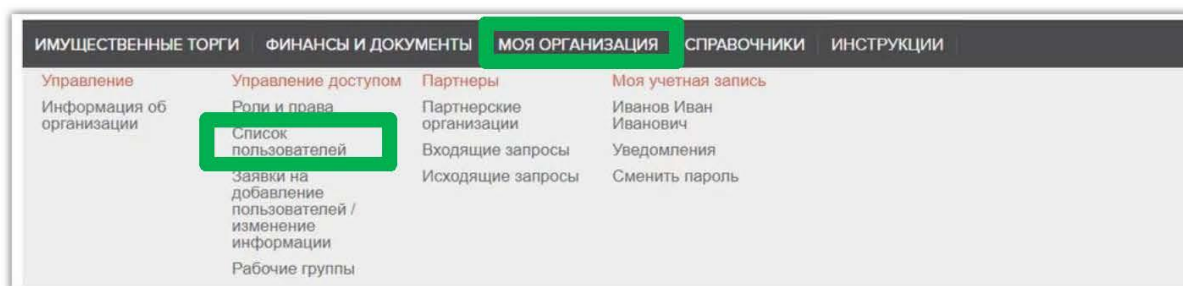 ИМУЩЕСТВЕННЫЕ ТОРГИ ФИНАНСЫ И ДОКУМЕНТЫ МОЯ ОРГАНИЗАЦИЯ СПРАВОЧНИКИ ИНСТРУКЦИИ
Управление
Информация об
организации
Управление доступом
Роли и права
Список
пользователей
Заявки на
добавление
пользователей /
изменение
информации
Рабочие группы
Партнеры
Партнерские
организации
Входящие запросы
Исходящие запросы
Моя учетная запись
Иванов Иван
Иванович
Уведомления
Сменить пароль